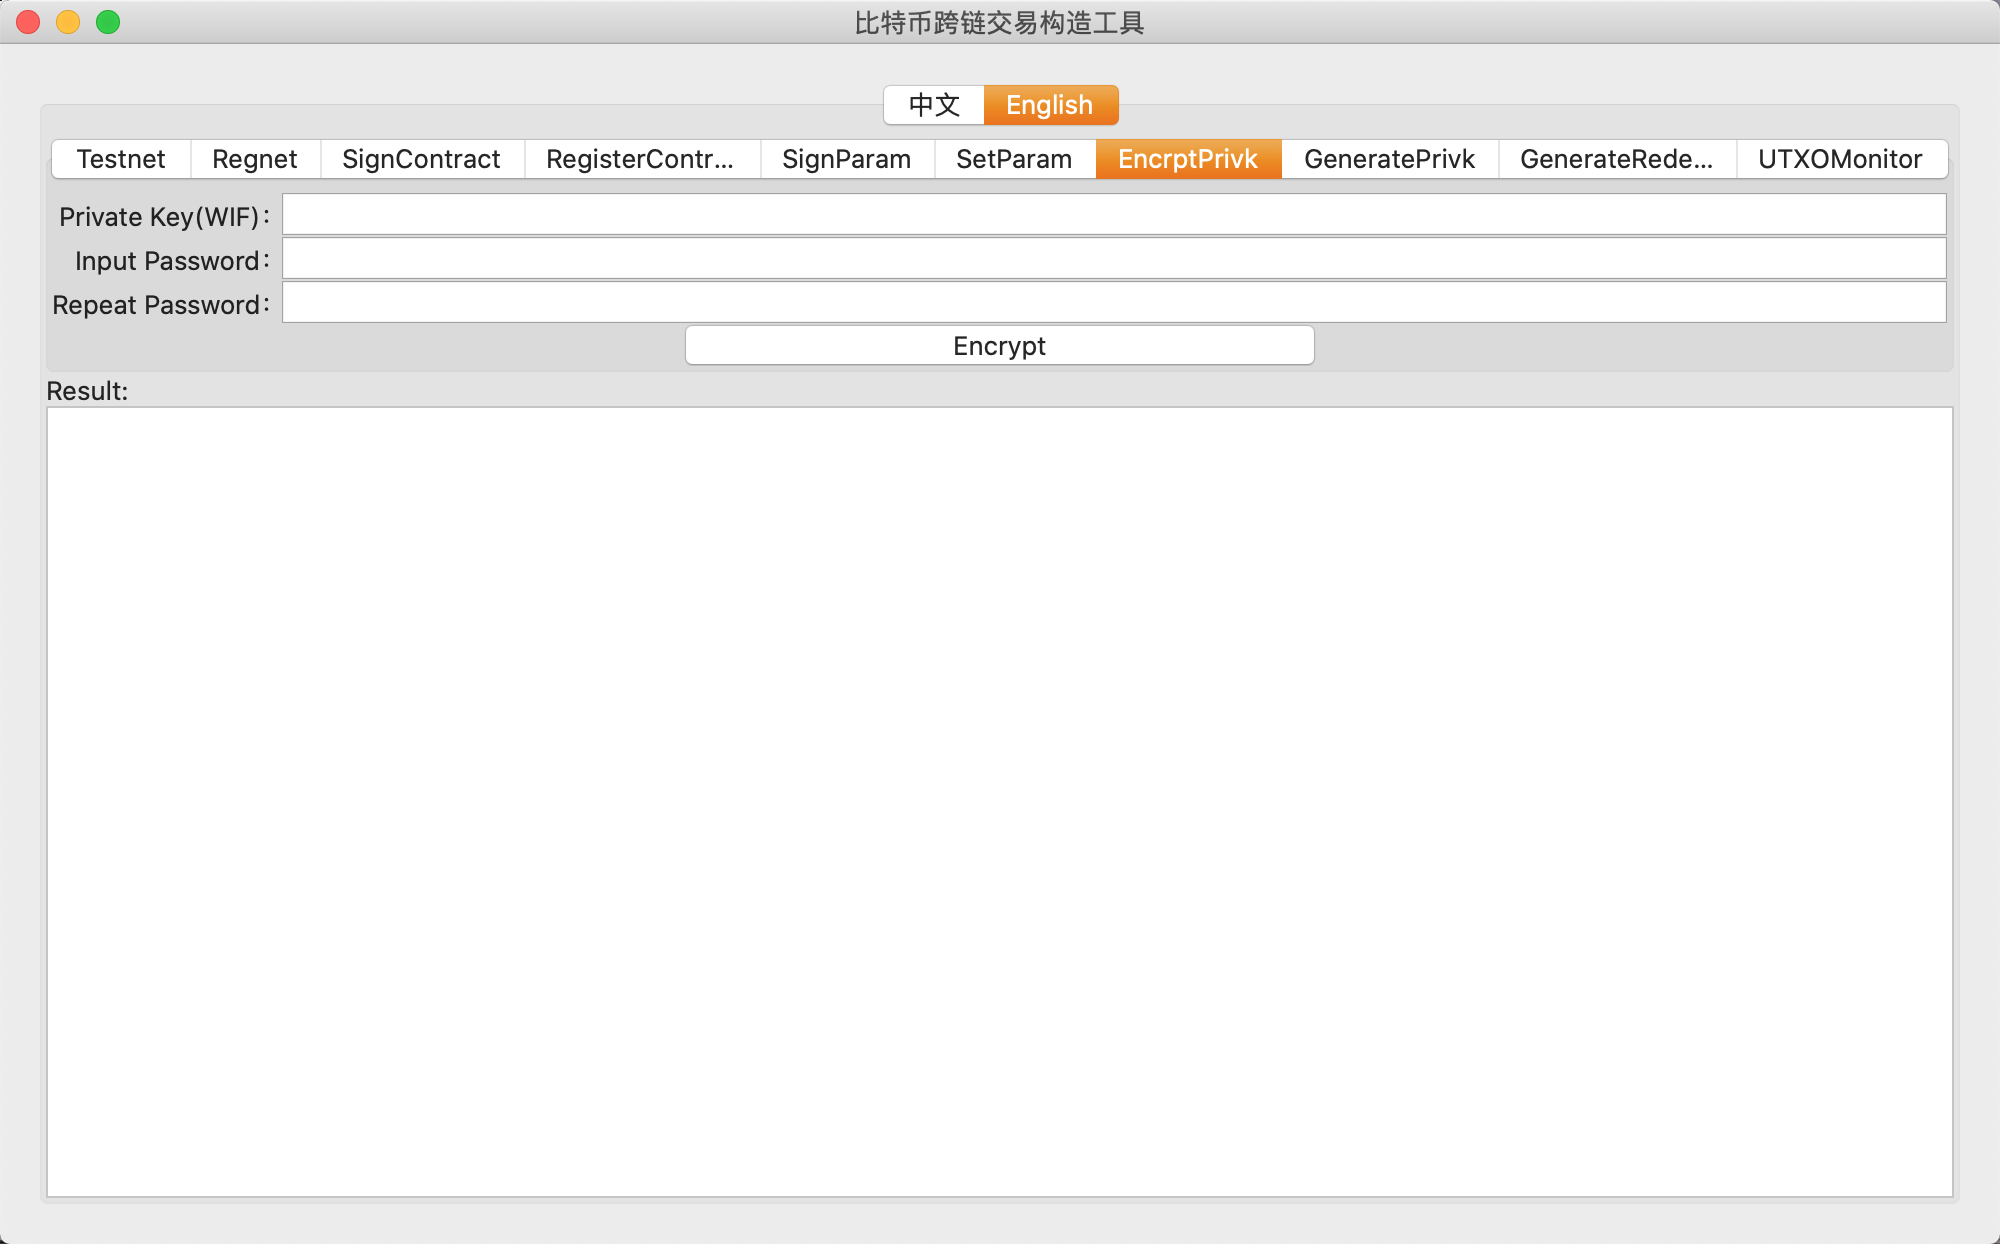 比特币跨链交易构造工具
中文 English
Testnet Regnet SignContract RegisterContr... SignParam SetParam EncrptPrivk GeneratePrivk GenerateRede... UTXOMonitor
Private Key(WIF)：
Input Password：
Repeat Password：
Encrypt
Result: